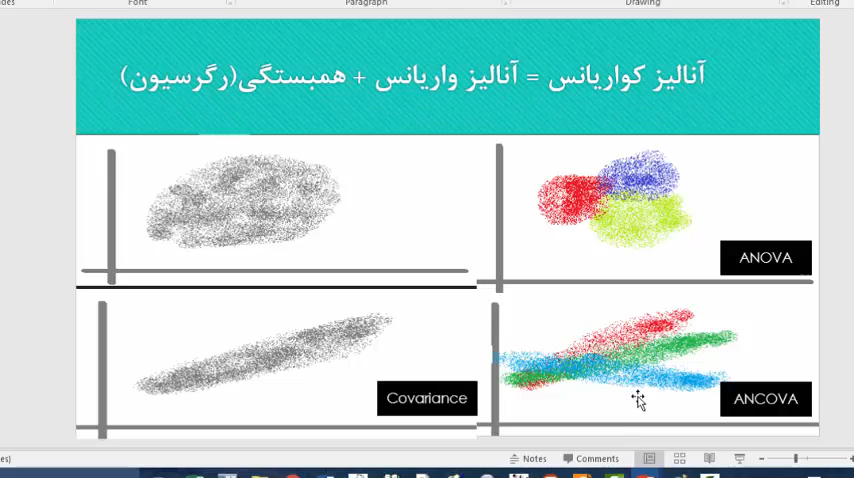 Font
Paragraph
Drawing
Editing
آنالیز کواریانس = آنالیز واریانس + همبستگی(رگرسیون)
ANOVA
Covariance
ANCOVA
Notes
Comments